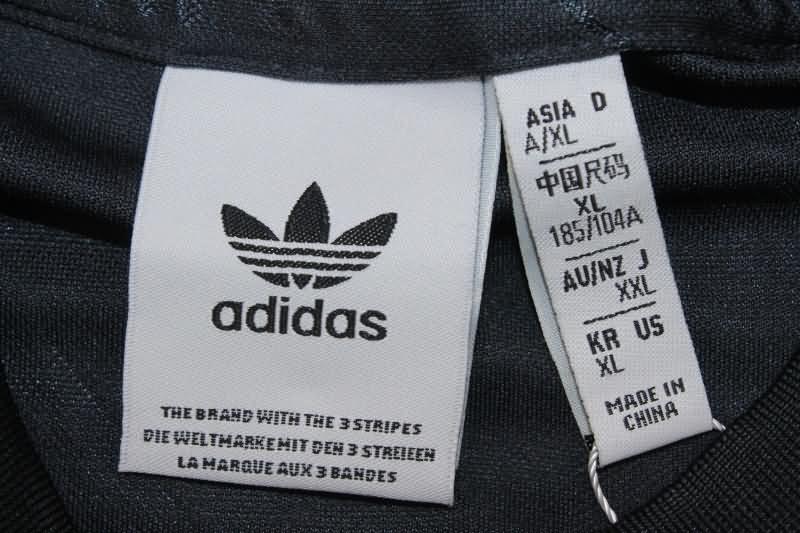 adidas
THE BRAND WITH THE 3 STRIPES
DIE WELTMARKE MIT DEN 3 STREIEEN
LA MARQUE AUX 3 BANDES
ASIA D
A/XL
中国尺码
XL
185/104A
AU/NZ J
XXL
KR US
XL
MADE IN
CHINA